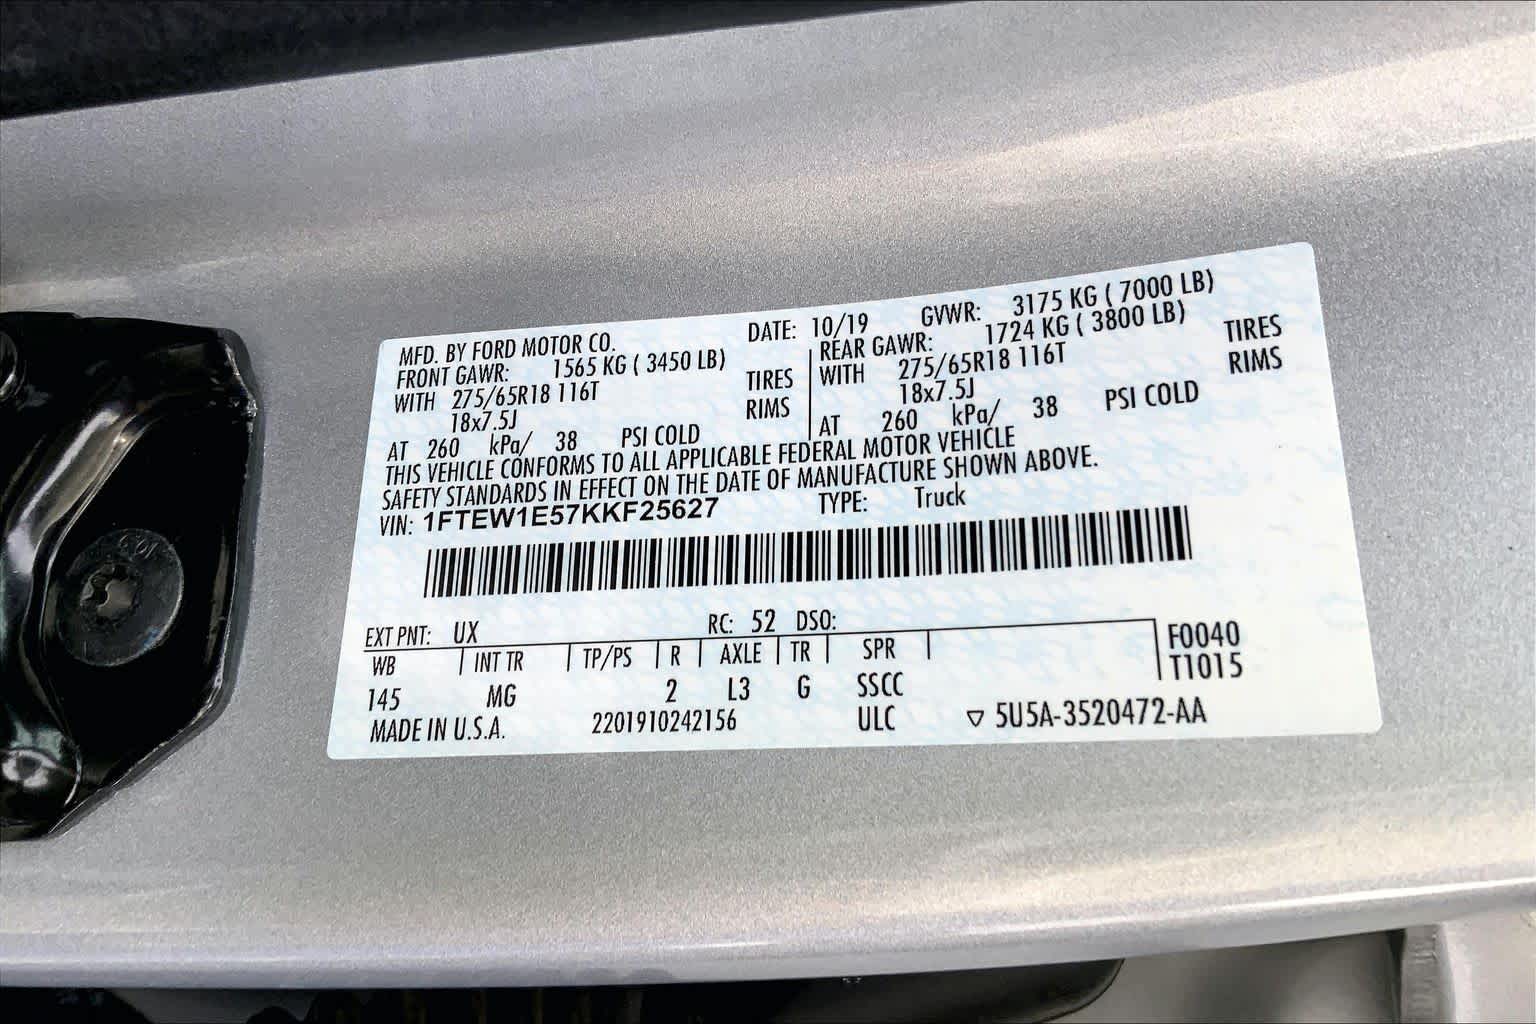 MFD. BY FORD MOTOR CO. DATE: 10/19 GVWR: 3175 KG ( 7000 LB)
FRONT GAWR: 1565 KG ( 3450 LB) REAR GAWR: 1724 KG ( 3800 LB)
WITH 275/65R18 116T TIRES WITH 275/65R18 116T TIRES
18x7.5J RIMS 18x7.5J RIMS
AT 260 kPa/ 38 PSI COLD AT 260 kPa/ 38 PSI COLD
THIS VEHICLE CONFORMS TO ALL APPLICABLE FEDERAL MOTOR VEHICLE
SAFETY STANDARDS IN EFFECT ON THE DATE OF MANUFACTURE SHOWN ABOVE.
VIN: 1FTEW1E57KKF25627 TYPE: Truck
EXT PNT: UX RC: 52 DSO:
WB INT TR TP/PS R AXLE TR SPR F0040
T1015
145 MG 2 L3 G SSCC
MADE IN U.S.A. 2201910242156 ULC ▽ 5U5A-3520472-AA